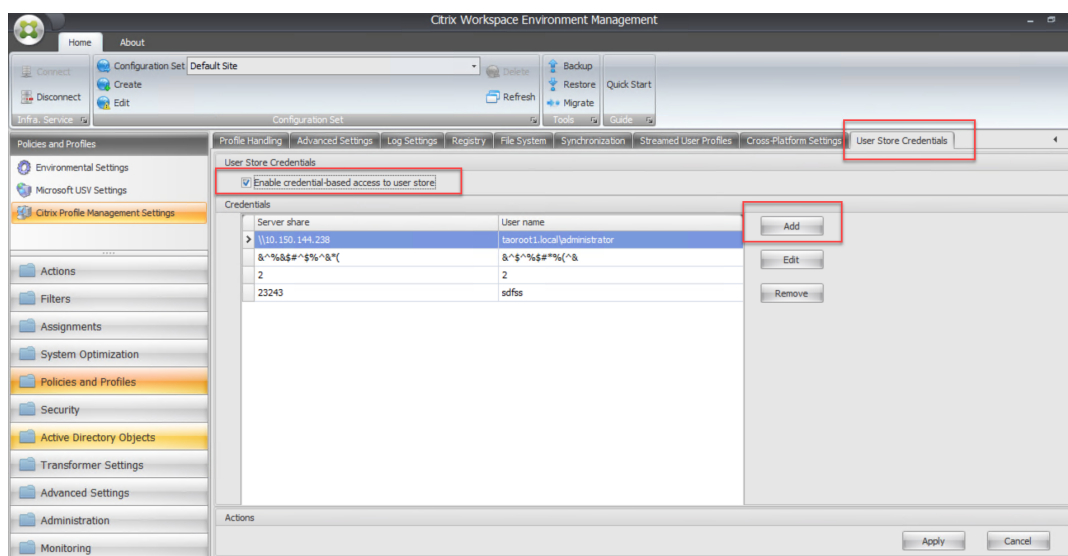 Citrix Workspace Environment Management
Home About
Connect
Disconnect
Infra. Service
Configuration Set Default Site
Create
Edit
Delete
Refresh
Configuration Set
Backup
Restore
Migrate
Tools
Quick Start
Guide
Policies and Profiles
Environmental Settings
Microsoft USV Settings
Citrix Profile Management Settings
Actions
Filters
Assignments
System Optimization
Policies and Profiles
Security
Active Directory Objects
Transformer Settings
Advanced Settings
Administration
Monitoring
Profile Handling Advanced Settings Log Settings Registry File System Synchronization Streamed User Profiles Cross-Platform Settings User Store Credentials
User Store Credentials
Enable credential-based access to user store
Credentials
Server share User name
\\10.150.144.238 taoroot1.local\administrator
&^%&$#^$%^&*( &^$^%$#*%(^&
2 2
23243 sdfss
Add
Edit
Remove
Actions
Apply Cancel